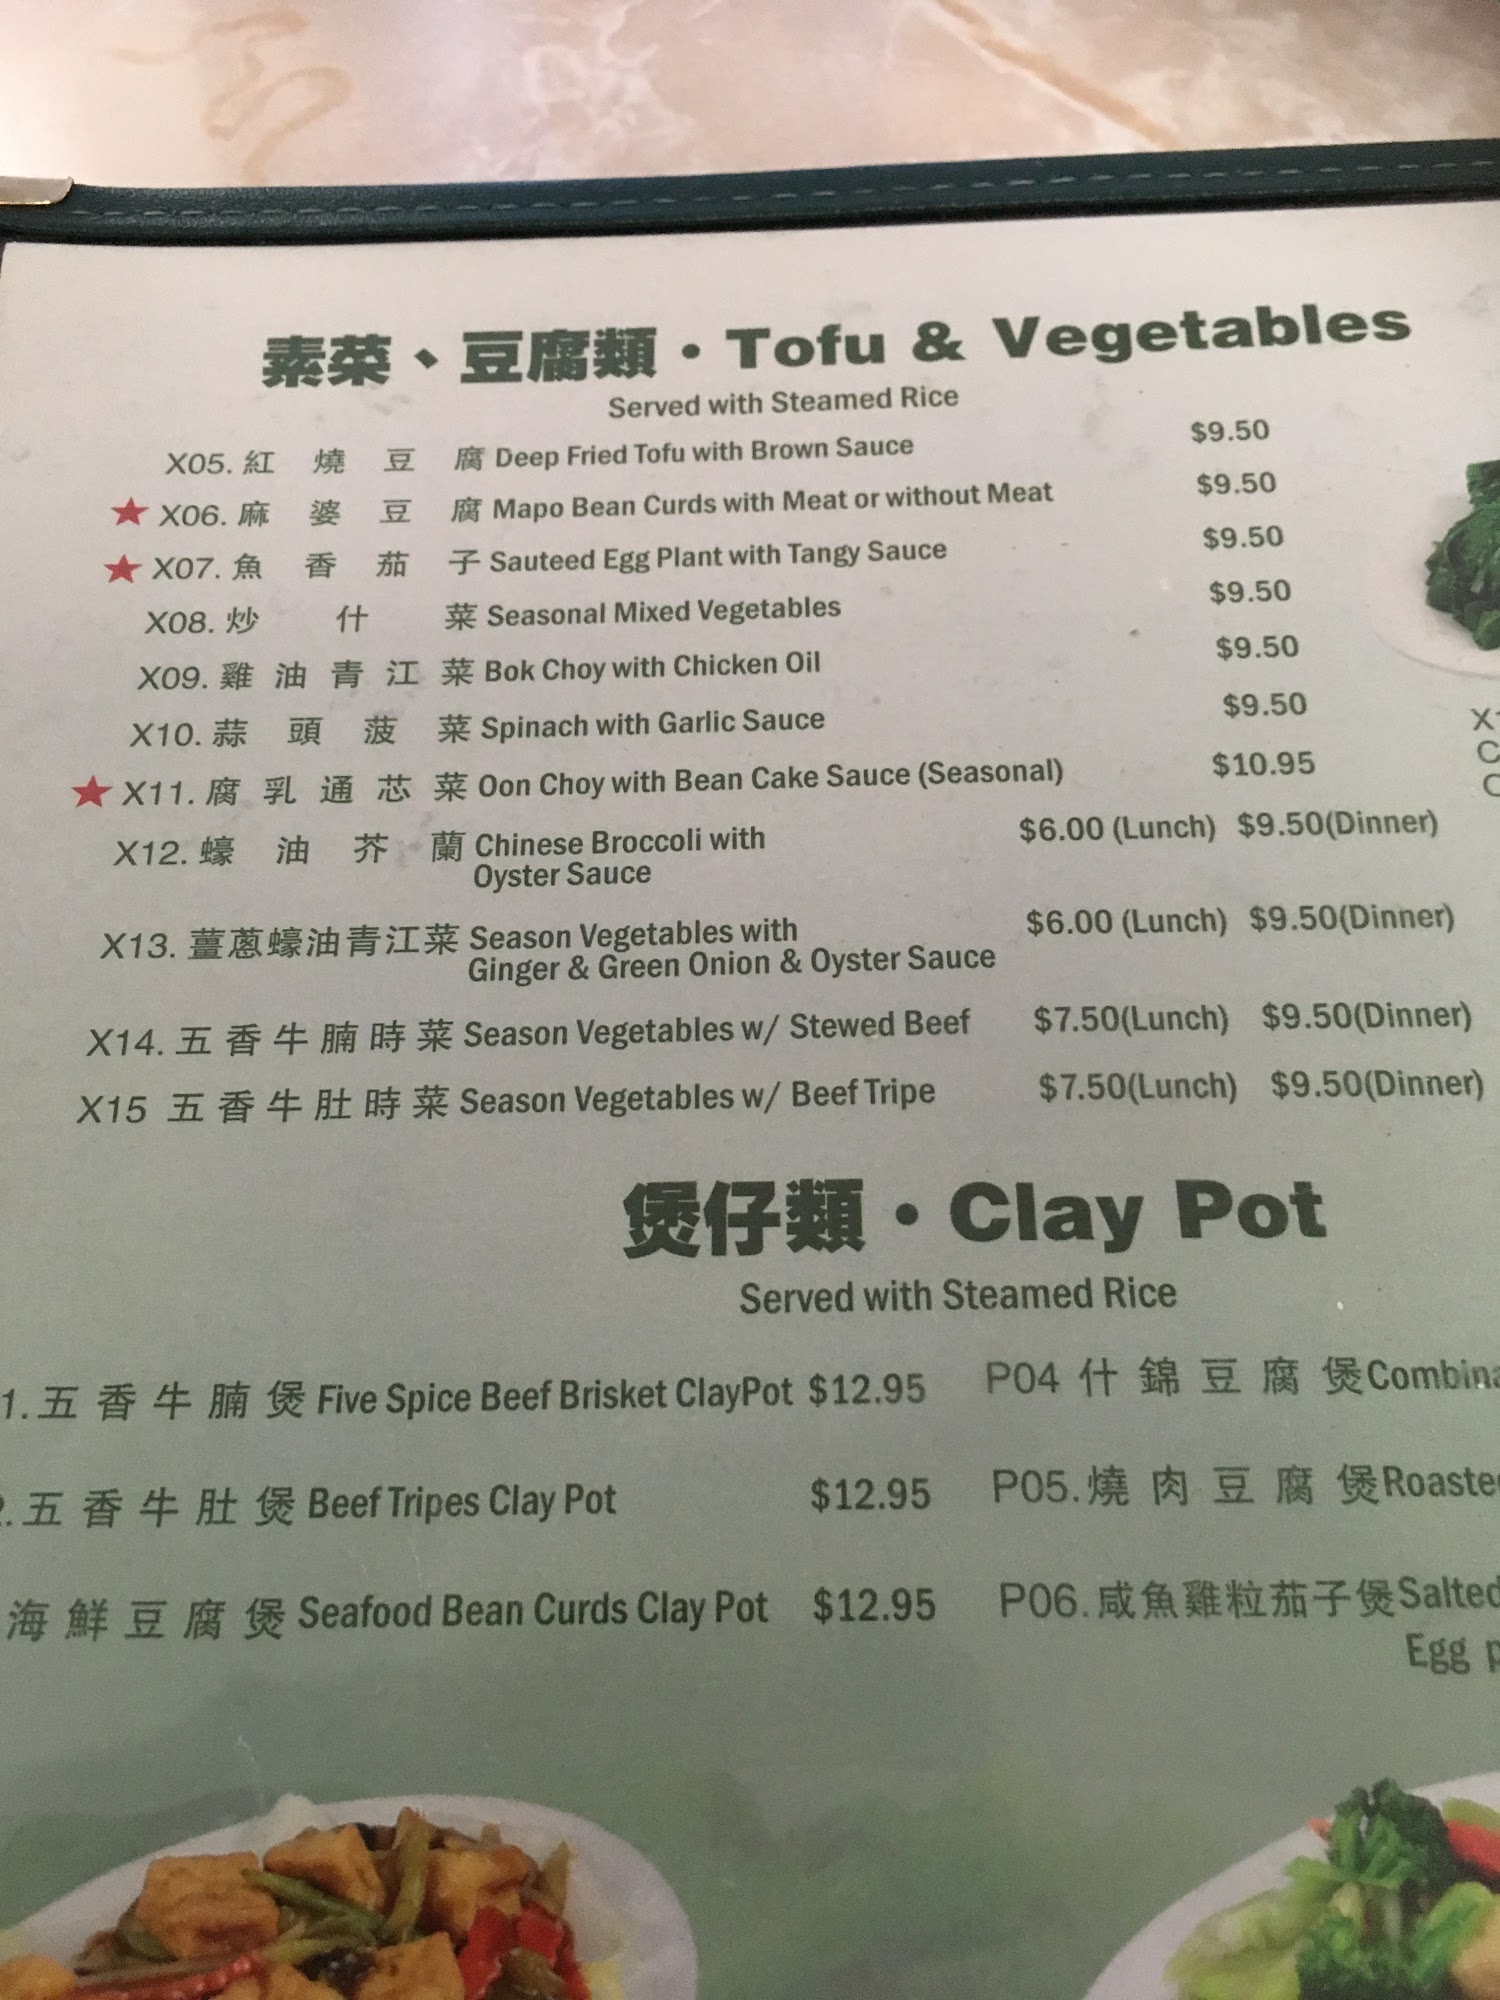 素菜、豆腐類·Tofu & Vegetables
Served with Steamed Rice
X05. 紅燒豆腐 Deep Fried Tofu with Brown Sauce $9.50
★ X06. 麻婆豆腐 Mapo Bean Curds with Meat or without Meat $9.50
★ X07. 魚香茄子 Sauteed Egg Plant with Tangy Sauce $9.50
X08. 炒什菜 Seasonal Mixed Vegetables $9.50
X09. 雞油青江菜 Bok Choy with Chicken Oil $9.50
X10. 蒜頭菠菜 Spinach with Garlic Sauce $9.50
★ X11. 腐乳通芯菜 Oon Choy with Bean Cake Sauce (Seasonal) $10.95
X12. 蠔油芥蘭 Chinese Broccoli with $6.00 (Lunch) $9.50(Dinner)
Oyster Sauce
X13. 薑蔥蠔油青江菜 Season Vegetables with $6.00 (Lunch) $9.50(Dinner)
Ginger & Green Onion & Oyster Sauce
X14. 五香牛腩時菜 Season Vegetables w/ Stewed Beef $7.50(Lunch) $9.50(Dinner)
X15 五香牛肚時菜 Season Vegetables w/ Beef Tripe $7.50(Lunch) $9.50(Dinner)
煲仔類·Clay Pot
Served with Steamed Rice
1. 五香牛腩煲 Five Spice Beef Brisket ClayPot $12.95
2. 五香牛肚煲 Beef Tripes Clay Pot $12.95
海鮮豆腐煲 Seafood Bean Curds Clay Pot $12.95
P04 什錦豆腐煲
P05. 燒肉豆腐煲
P06. 咸魚雞粒茄子煲 Salted
Egg